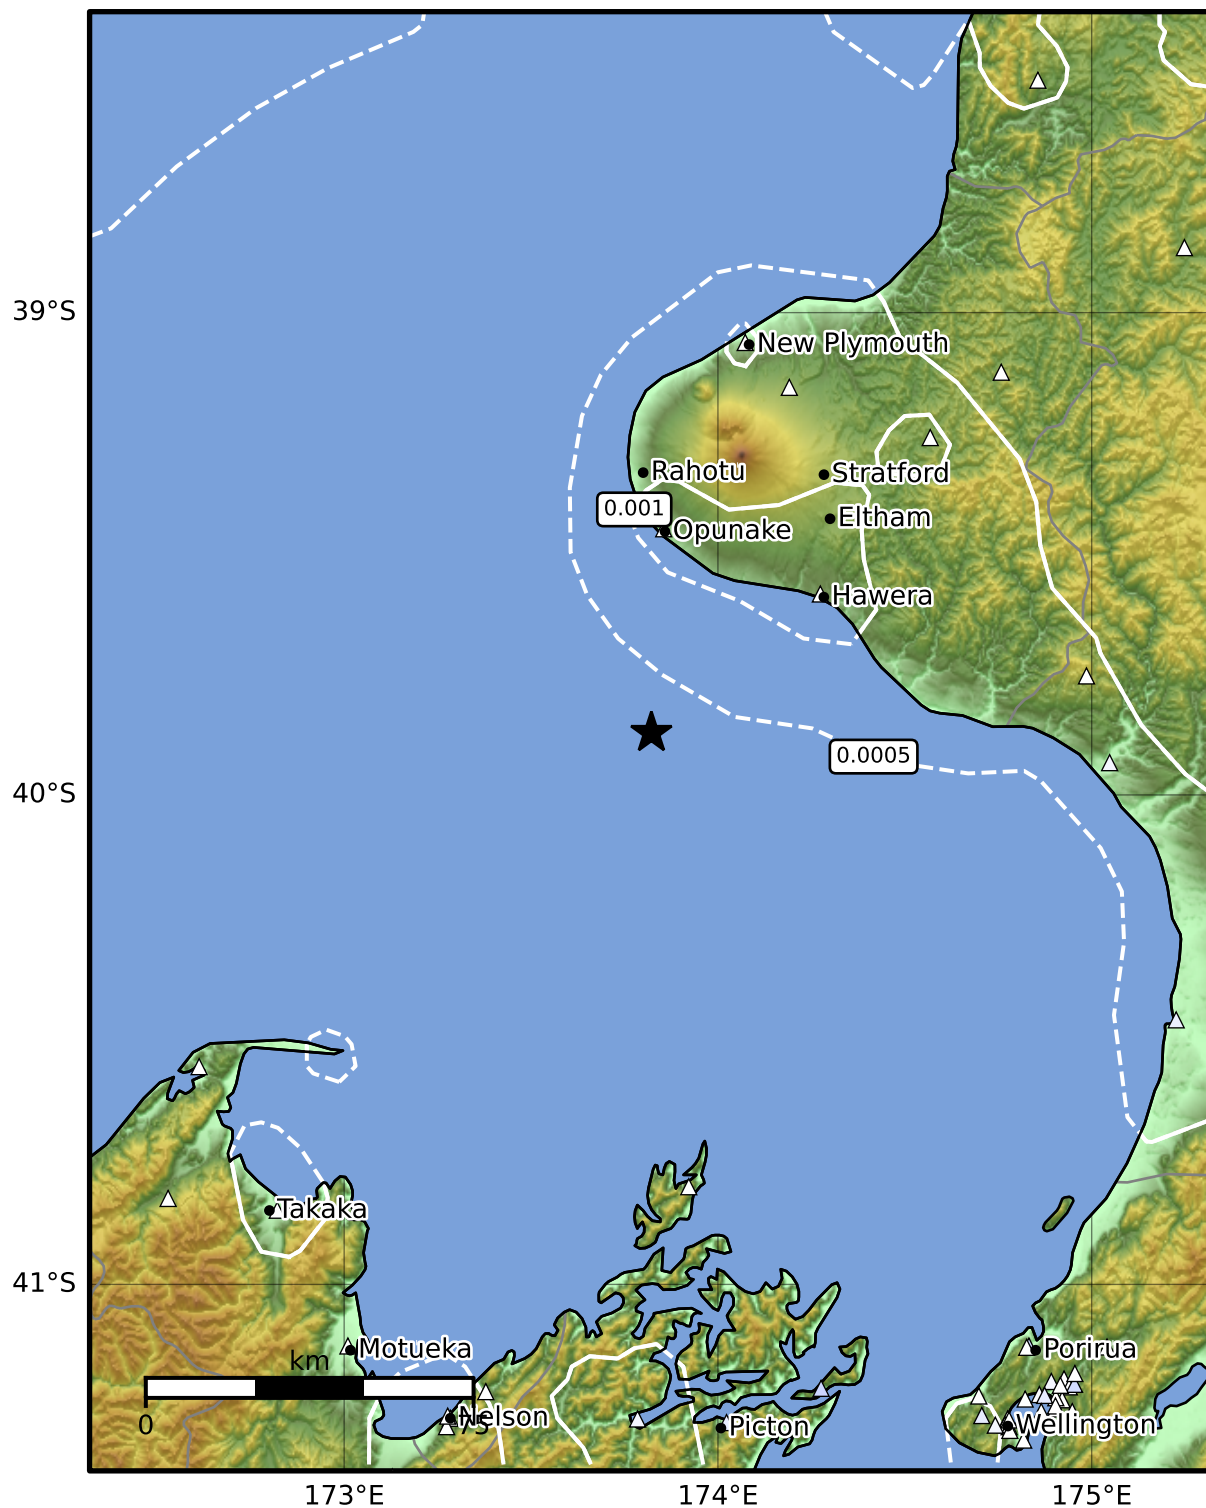 39°S
New Plymouth
Rahotu
Stratford
0.001
Eltham
Opunake
Hawera
0.0005
40°S
Takaka
41°S
Motueka
Porirua
km
0
75
Nelson
Picton
Wellington
173°E
174°E
175°E